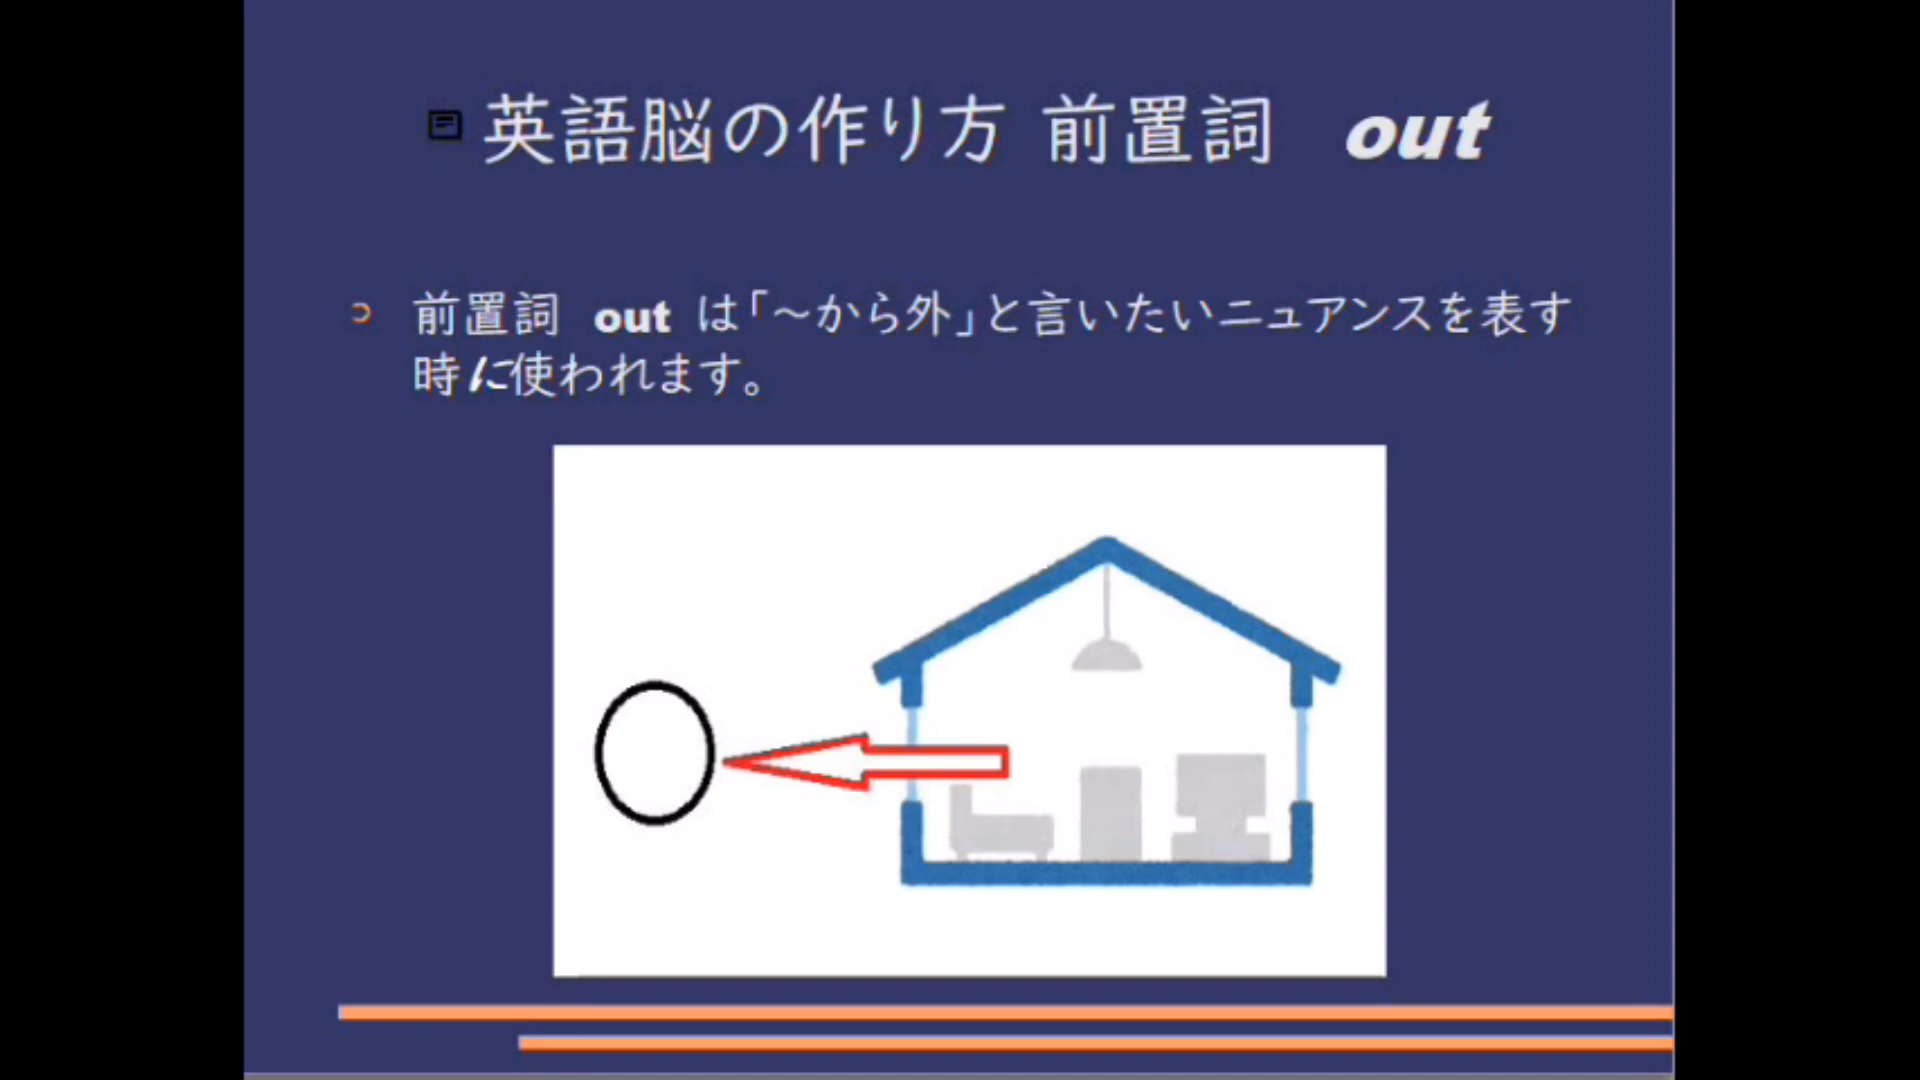 英語脳の作り方 前置詞 out
前置詞 out は「～から外」と言いたいニュアンスを表す
時に使われます。